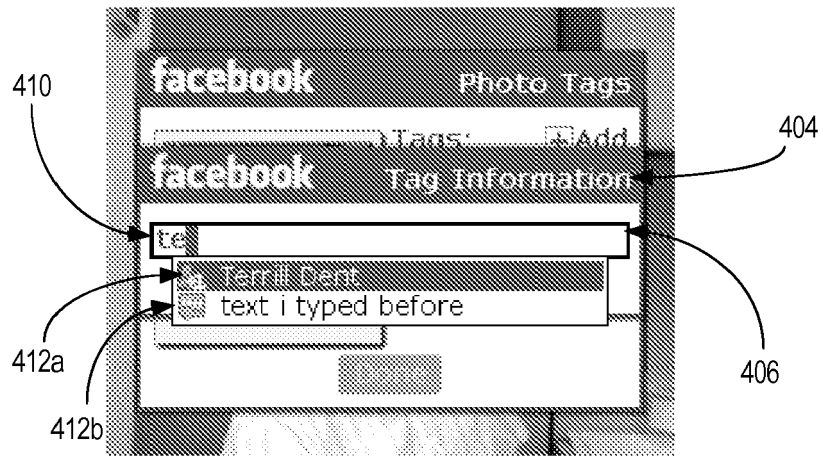 facebook Photo Tags
410
Tags: +Add
404
facebook Tag Information
te
Terrill Dent
text i typed before
412a
406
412b